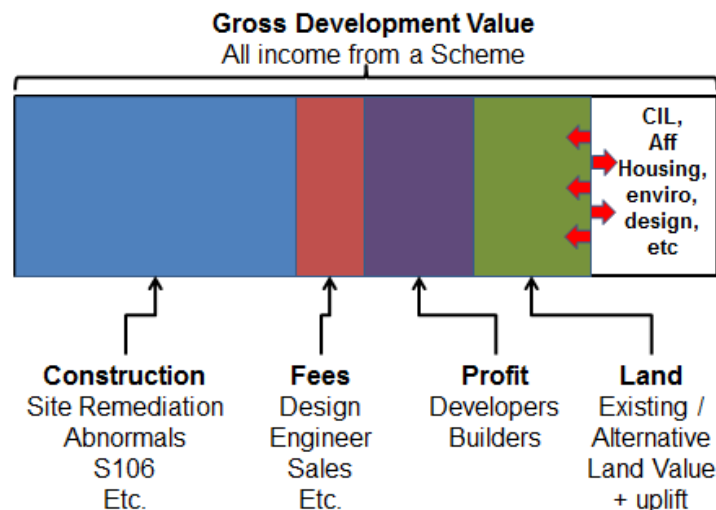 Gross Development Value
All income from a Scheme
CIL,
Aff
Housing,
enviro,
design,
etc
Construction
Site Remediation
Abnormals
S106
Etc.
Fees
Design
Engineer
Sales
Etc.
Profit
Developers
Builders
Land
Existing /
Alternative
Land Value
+ uplift